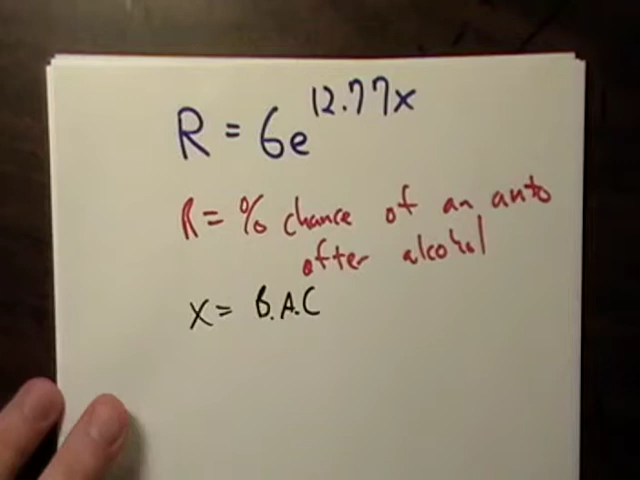 R = 6e^12.77x
R = % chance of an auto
after alcohol
x = B.A.C